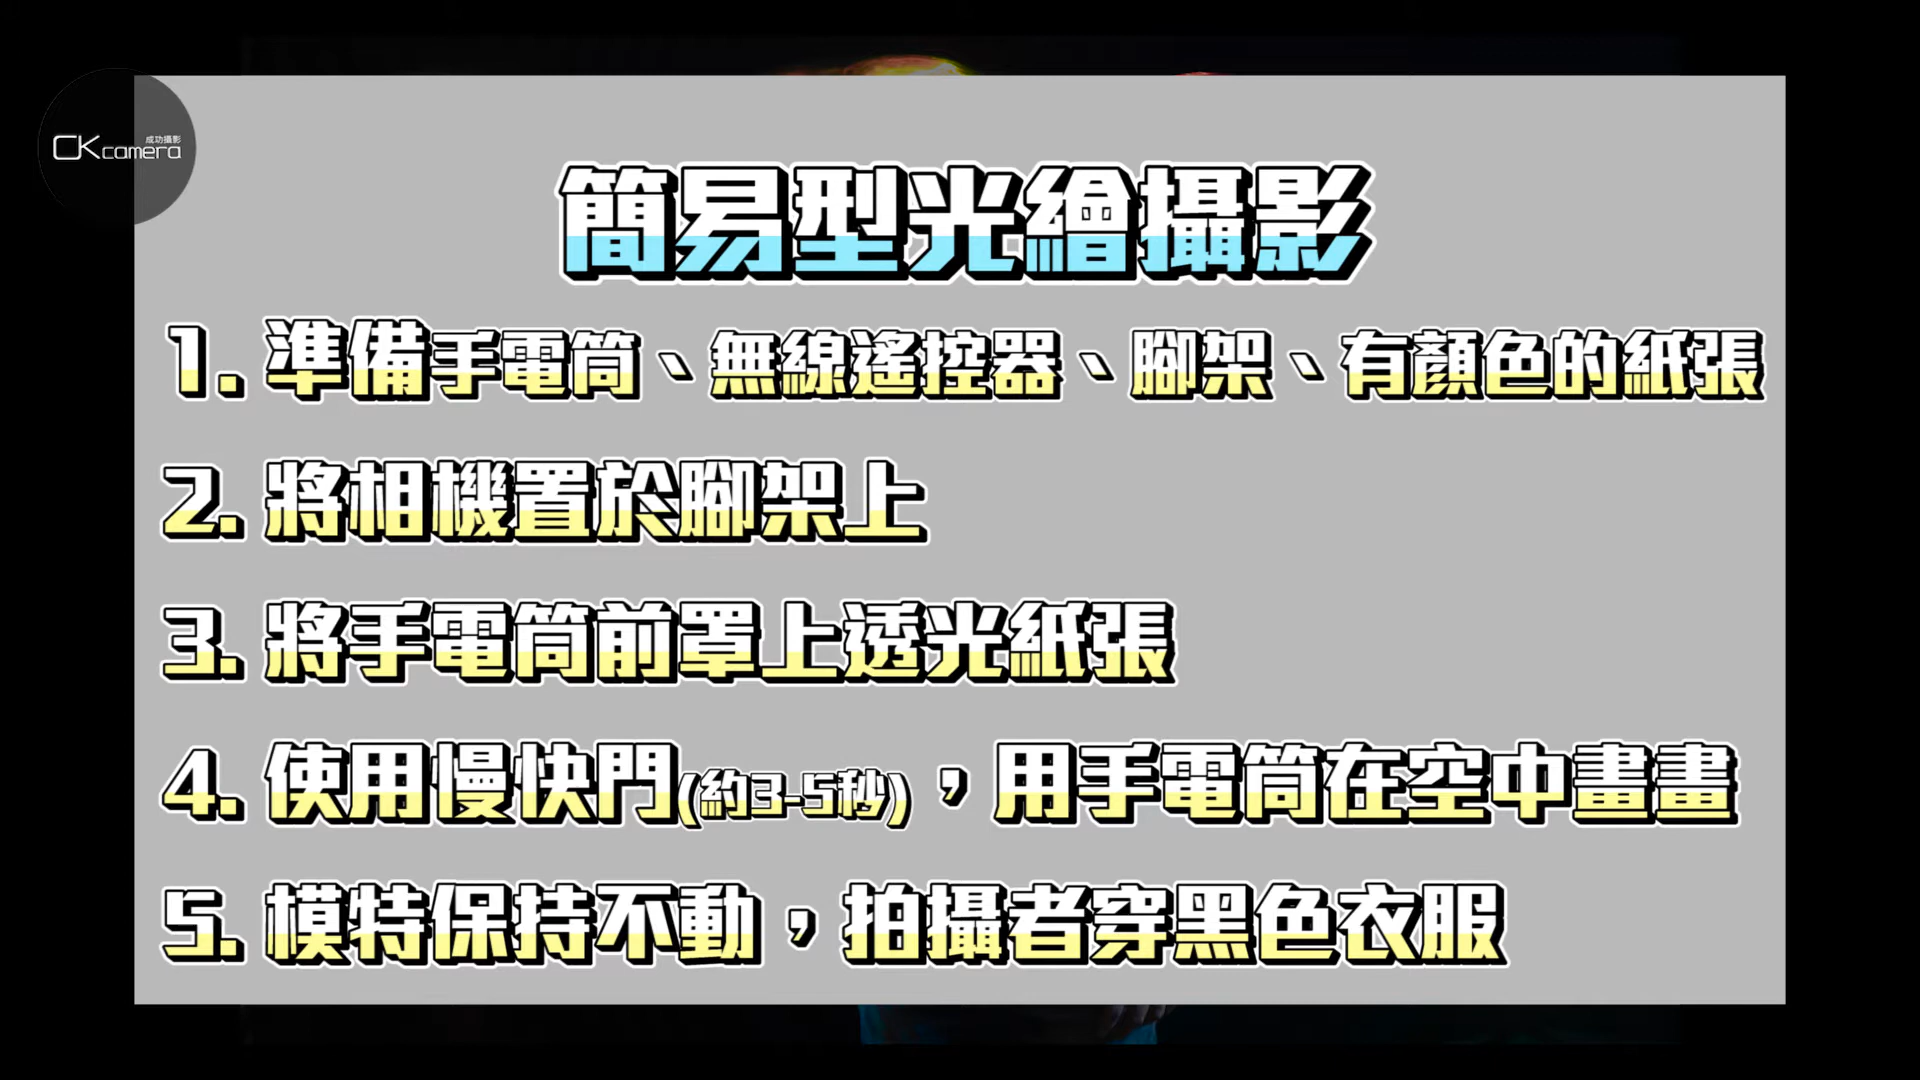 成功攝影
CKcamera
簡易型光繪攝影
1. 準備手電筒、無線遙控器、腳架、有顏色的紙張
2. 將相機置於腳架上
3. 將手電筒前罩上透光紙張
4. 使用慢快門(約3-5秒)，用手電筒在空中畫畫
5. 模特保持不動，拍攝者穿黑色衣服